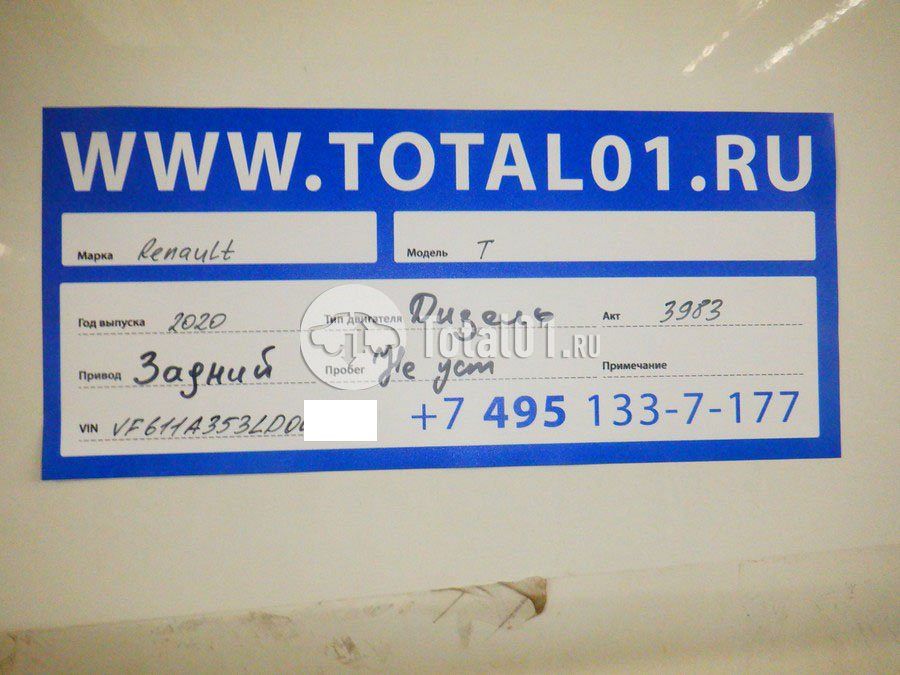 WWW.TOTAL01.RU
Марка Renault Модель T
Год выпуска 2020 Тип двигателя Дизель Акт 3983
Привод Задний Пробег Не уст Примечание
VIN VF611A353LD0 +7 495 133-7-177
Total01.RU